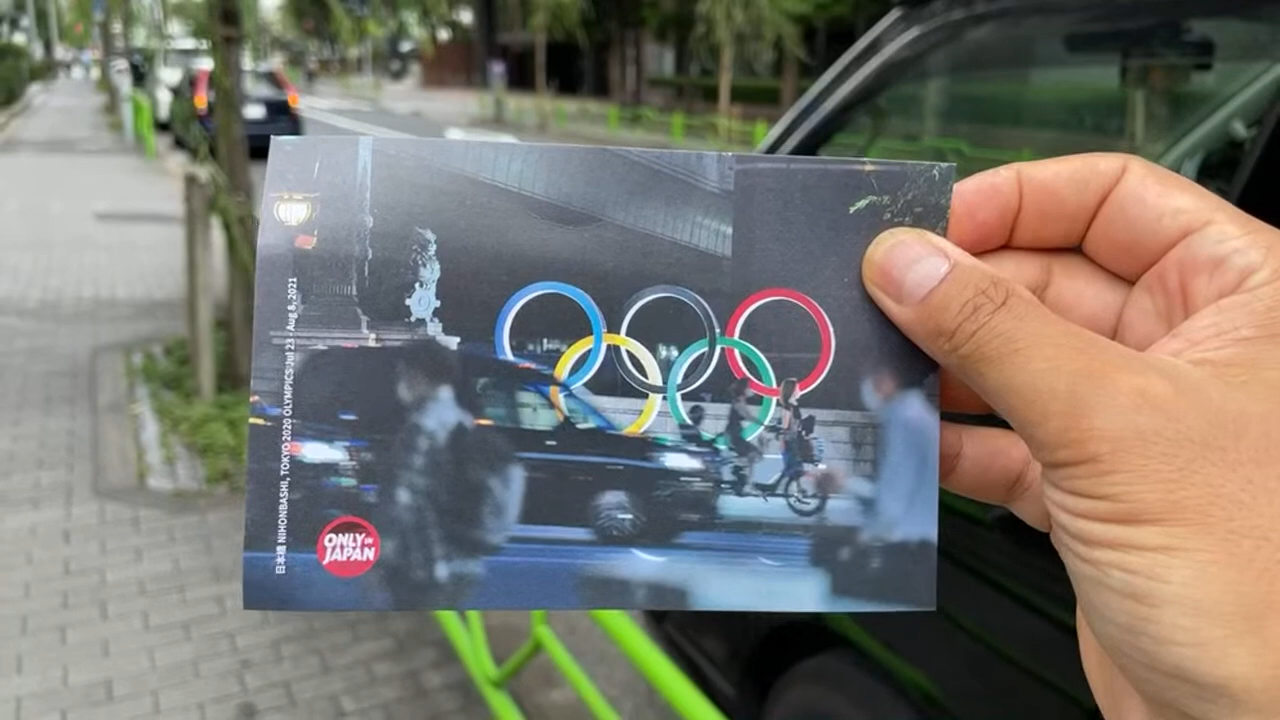 日本橋 NIHONBASHI, TOKYO 2020 OLYMPICS Jul 23 - Aug 8, 2021
ONLY IN
JAPAN